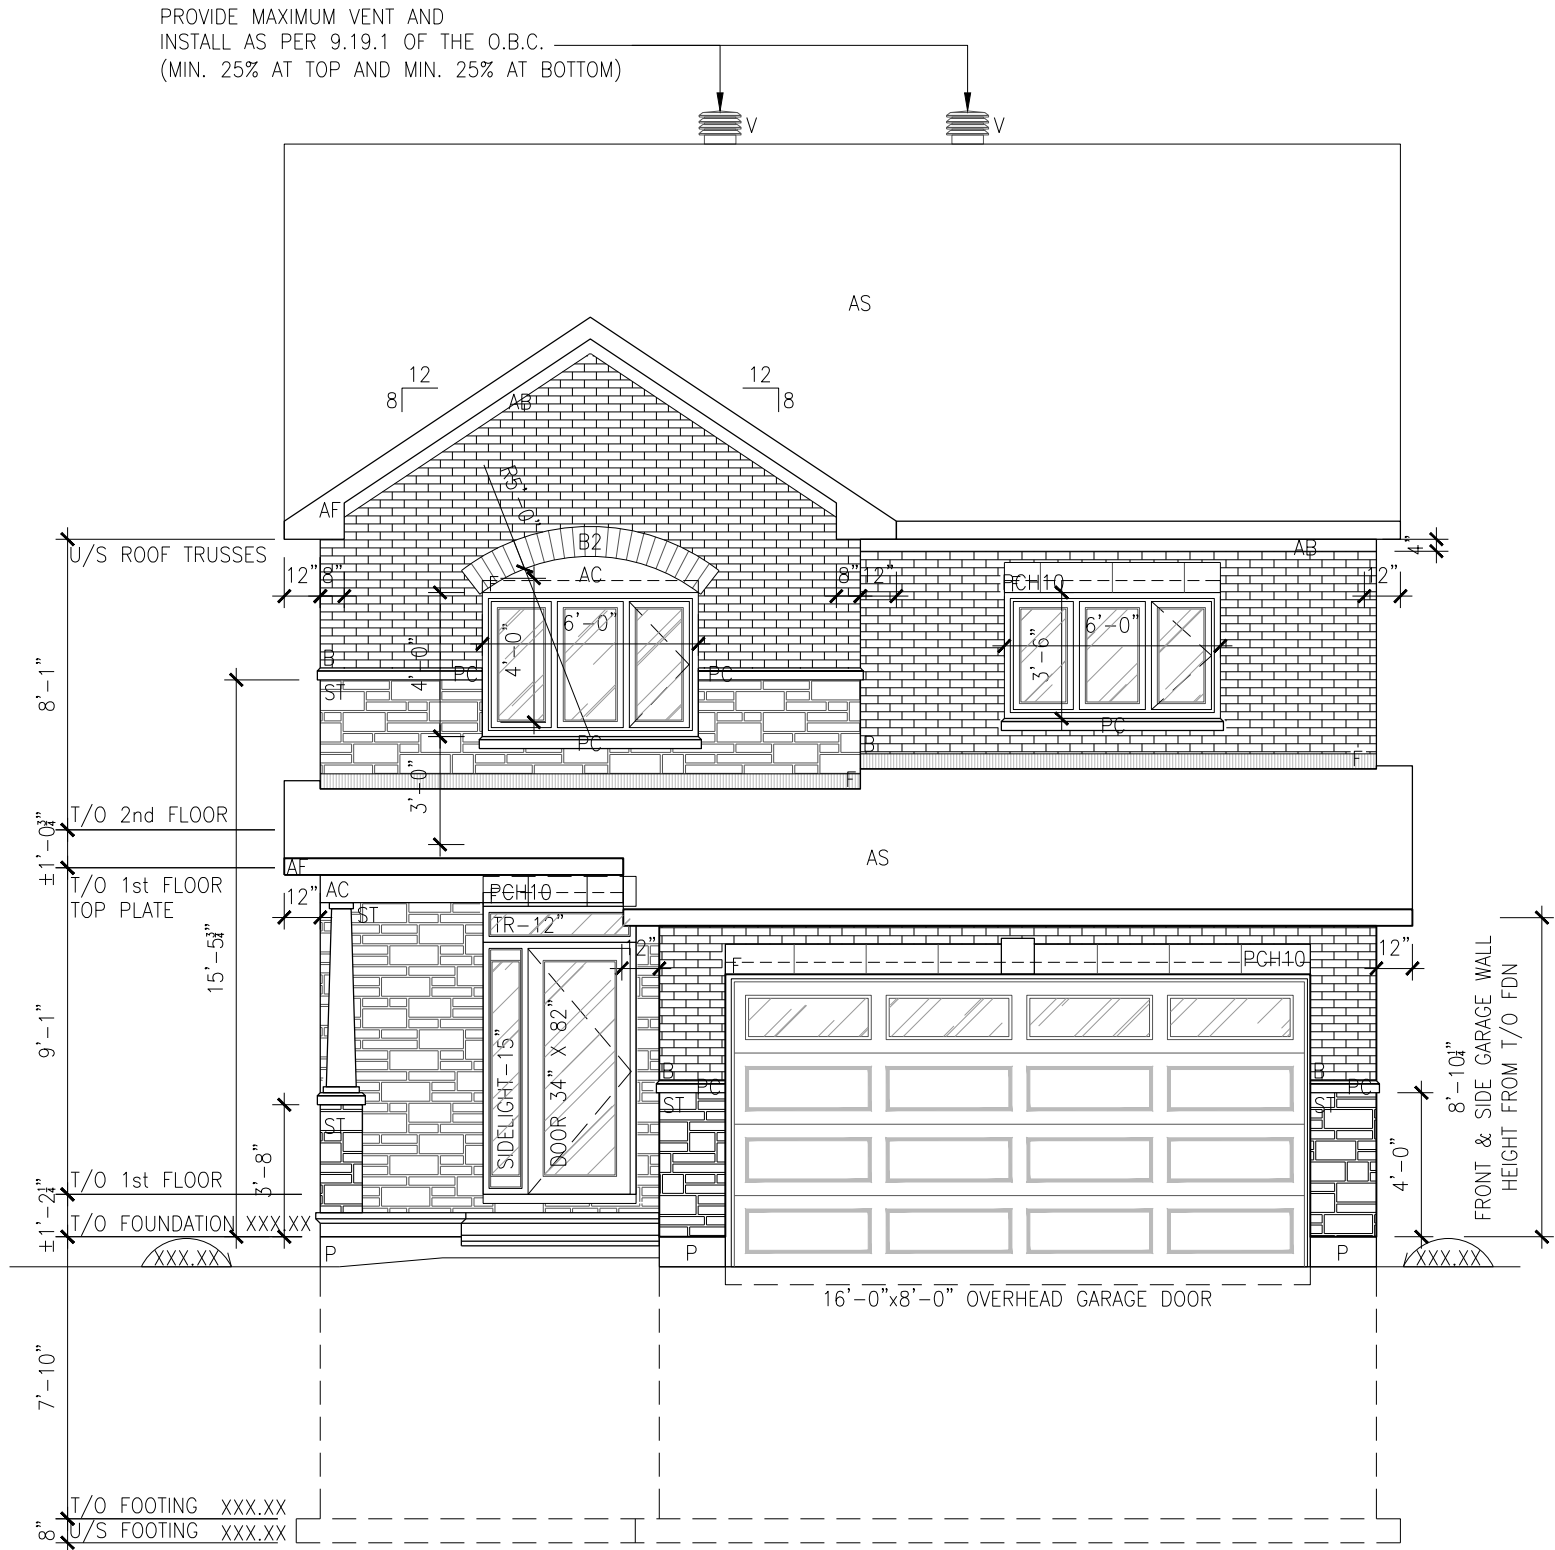 PROVIDE MAXIMUM VENT AND
INSTALL AS PER 9.19.1 OF THE O.B.C.
(MIN. 25% AT TOP AND MIN. 25% AT BOTTOM)
V
V
AS
12
8
12
8
AB
R5'-0"
AF
B2
AB
4"
U/S ROOF TRUSSES
12"
8"
F
AC
8"
12"
PCH10
12"
6'-0"
4'-0"
4'-0"
6'-0"
3'-6"
B
PC
PC
ST
8'-1"
PC
PC
B
F
F
3'-0"
T/O 2nd FLOOR
±1'-0¾"
AS
AF
T/O 1st FLOOR
TOP PLATE
12"
AC
ST
PCH10
TR-12"
12"
F
PCH10
12"
15'-5¾"
9'-1"
SIDELIGHT-15"
DOOR 34" X 82"
B
PC
ST
B
PC
ST
ST
3'-8"
4'-0"
8'-10¼"
FRONT & SIDE GARAGE WALL
HEIGHT FROM T/O FDN
T/O 1st FLOOR
±1'-2¼"
T/O FOUNDATION XXX.XX
XXX.XX
P
P
P
XXX.XX
16'-0"x8'-0" OVERHEAD GARAGE DOOR
7'-10"
T/O FOOTING XXX.XX
8"
U/S FOOTING XXX.XX